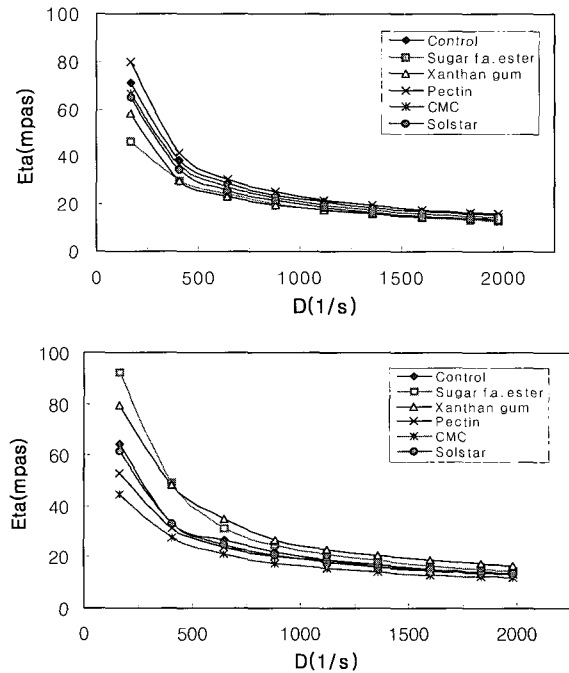 100
80
60
40
20
0
Eta(mpas)
Control
Sugar f.a. ester
Xanthan gum
Pectin
CMC
Solstar
0 500 1000 1500 2000
D(1/s)
100
80
60
40
20
0
Eta(mpas)
Control
Sugar f.a. ester
Xanthan gum
Pectin
CMC
Solstar
0 500 1000 1500 2000
D(1/s)